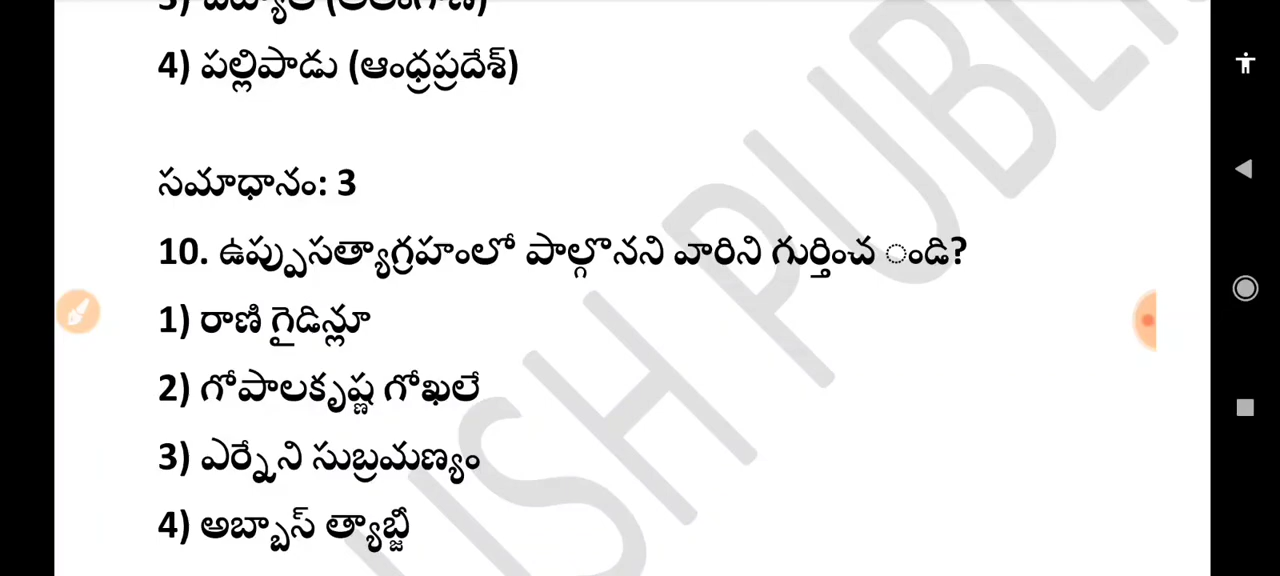 4) పల్లిపాడు (ఆంధ్రప్రదేశ్)
సమాధానం: 3
10. ఉప్పుసత్యాగ్రహంలో పాల్గొనని వారిని గుర్తించ ండి?
1) రాణి గైడిన్లూ
2) గోపాలకృష్ణ గోఖలే
3) ఎర్నేని సుబ్రమణ్యం
4) అబ్బాస్ త్యాబ్జీ